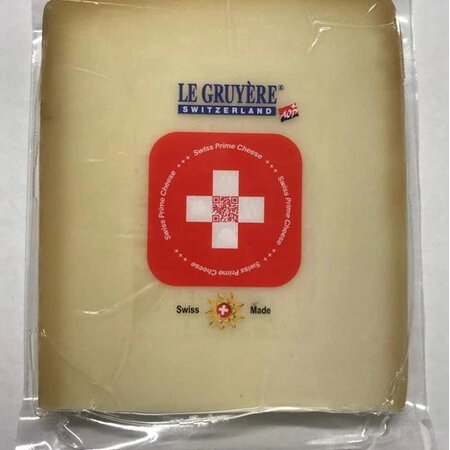 LE GRUYÈRE®
SWITZERLAND
AOP
+++ Swiss Prime Cheese +++ Swiss Prime Cheese +++ Swiss Prime Cheese +++ Swiss Prime Cheese
Swiss Made